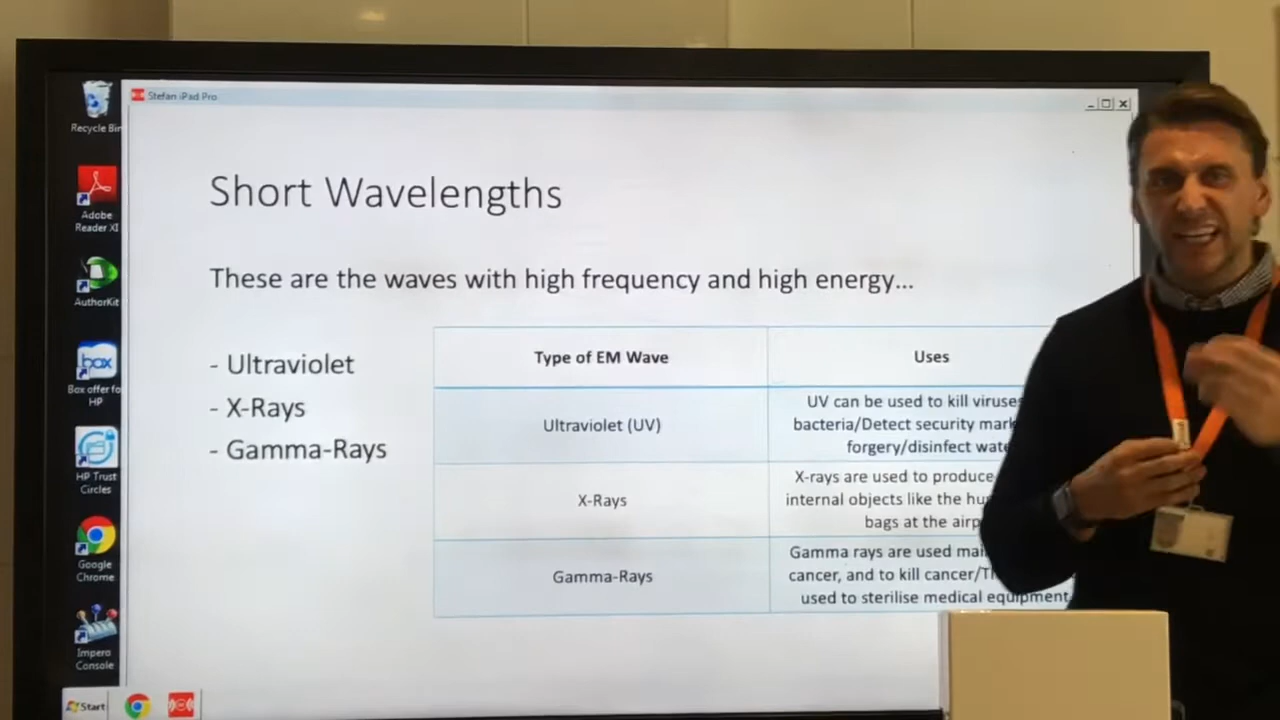 Stefan iPad Pro
Recycle Bin
Adobe
Reader XI
AuthorKit
box
Box offer for
HP
HP Trust
Circles
Google
Chrome
Impero
Console
Start
Short Wavelengths
These are the waves with high frequency and high energy...
- Ultraviolet
- X-Rays
- Gamma-Rays
Type of EM Wave
Uses
Ultraviolet (UV)
UV can be used to kill viruses
bacteria/Detect security mark
forgery/disinfect wate
X-Rays
X-rays are used to produce
internal objects like the hu
bags at the airp
Gamma-Rays
Gamma rays are used mai
cancer, and to kill cancer/T
used to sterilise medical equipment